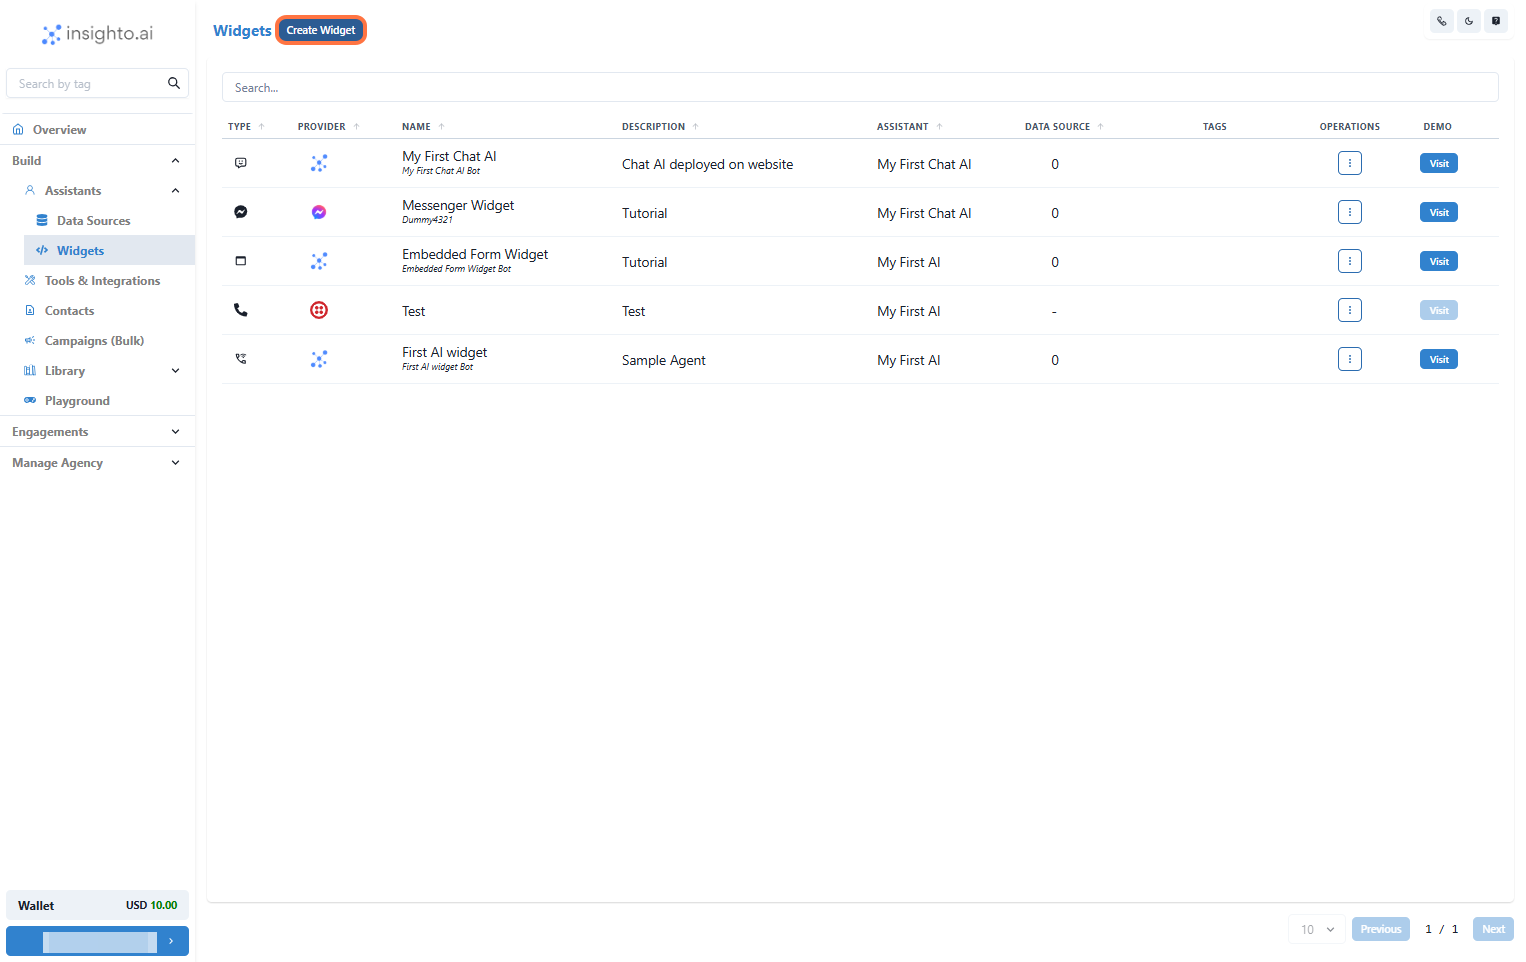 insighto.ai
Search by tag
Overview
Build
Assistants
Data Sources
Widgets
Tools & Integrations
Contacts
Campaigns (Bulk)
Library
Playground
Engagements
Manage Agency
Wallet USD 10.00
Widgets Create Widget
Search...
TYPE PROVIDER NAME DESCRIPTION ASSISTANT DATA SOURCE TAGS OPERATIONS DEMO
My First Chat AI
My First Chat AI Bot
Chat AI deployed on website My First Chat AI 0 Visit
Messenger Widget
Dummy4321
Tutorial My First Chat AI 0 Visit
Embedded Form Widget
Embedded Form Widget Bot
Tutorial My First AI 0 Visit
Test Test My First AI - Visit
First AI widget
First AI widget Bot
Sample Agent My First AI 0 Visit
10 Previous 1 / 1 Next